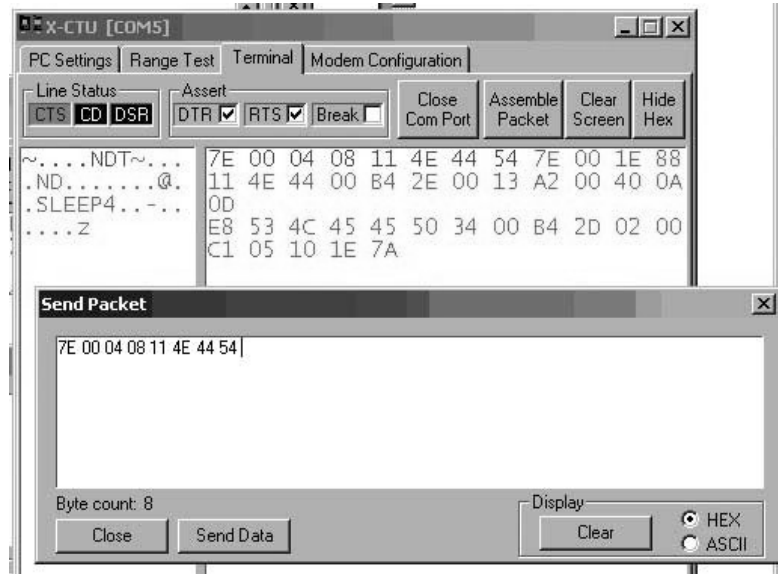 X-CTU [COM5]
PC Settings Range Test Terminal Modem Configuration
Line Status
CTS CD DSR
Assert
DTR RTS Break
Close Com Port
Assemble Packet
Clear Screen
Hide Hex
~....NDT~...
.ND.......@.
.SLEEP4..-..
....z
7E 00 04 08 11 4E 44 54 7E 00 1E 88
11 4E 44 00 B4 2E 00 13 A2 00 40 0A
0D
E8 53 4C 45 45 50 34 00 B4 2D 02 00
C1 05 10 1E 7A
Send Packet
7E 00 04 08 11 4E 44 54
Byte count: 8
Close
Send Data
Display
Clear
HEX
ASCII